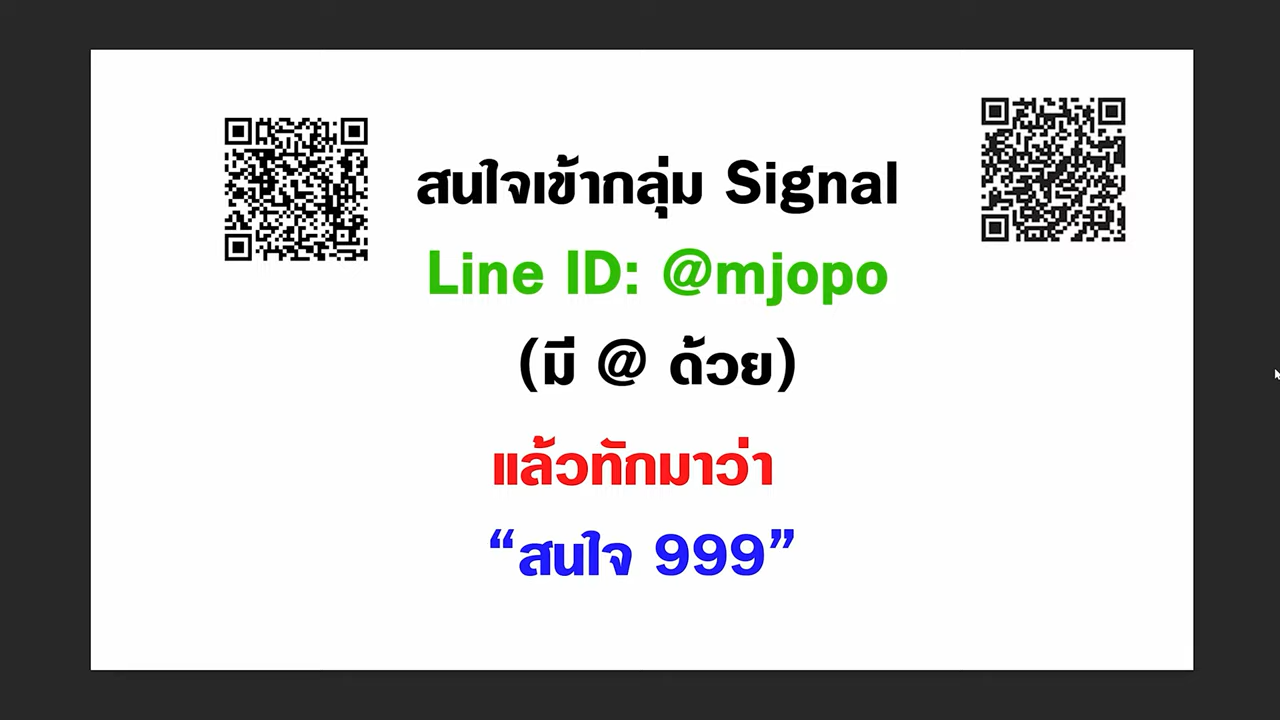 สนใจเข้ากลุ่ม Signal
Line ID: @mjopo
(มี @ ด้วย)
แล้วทักมาว่า
“สนใจ 999”